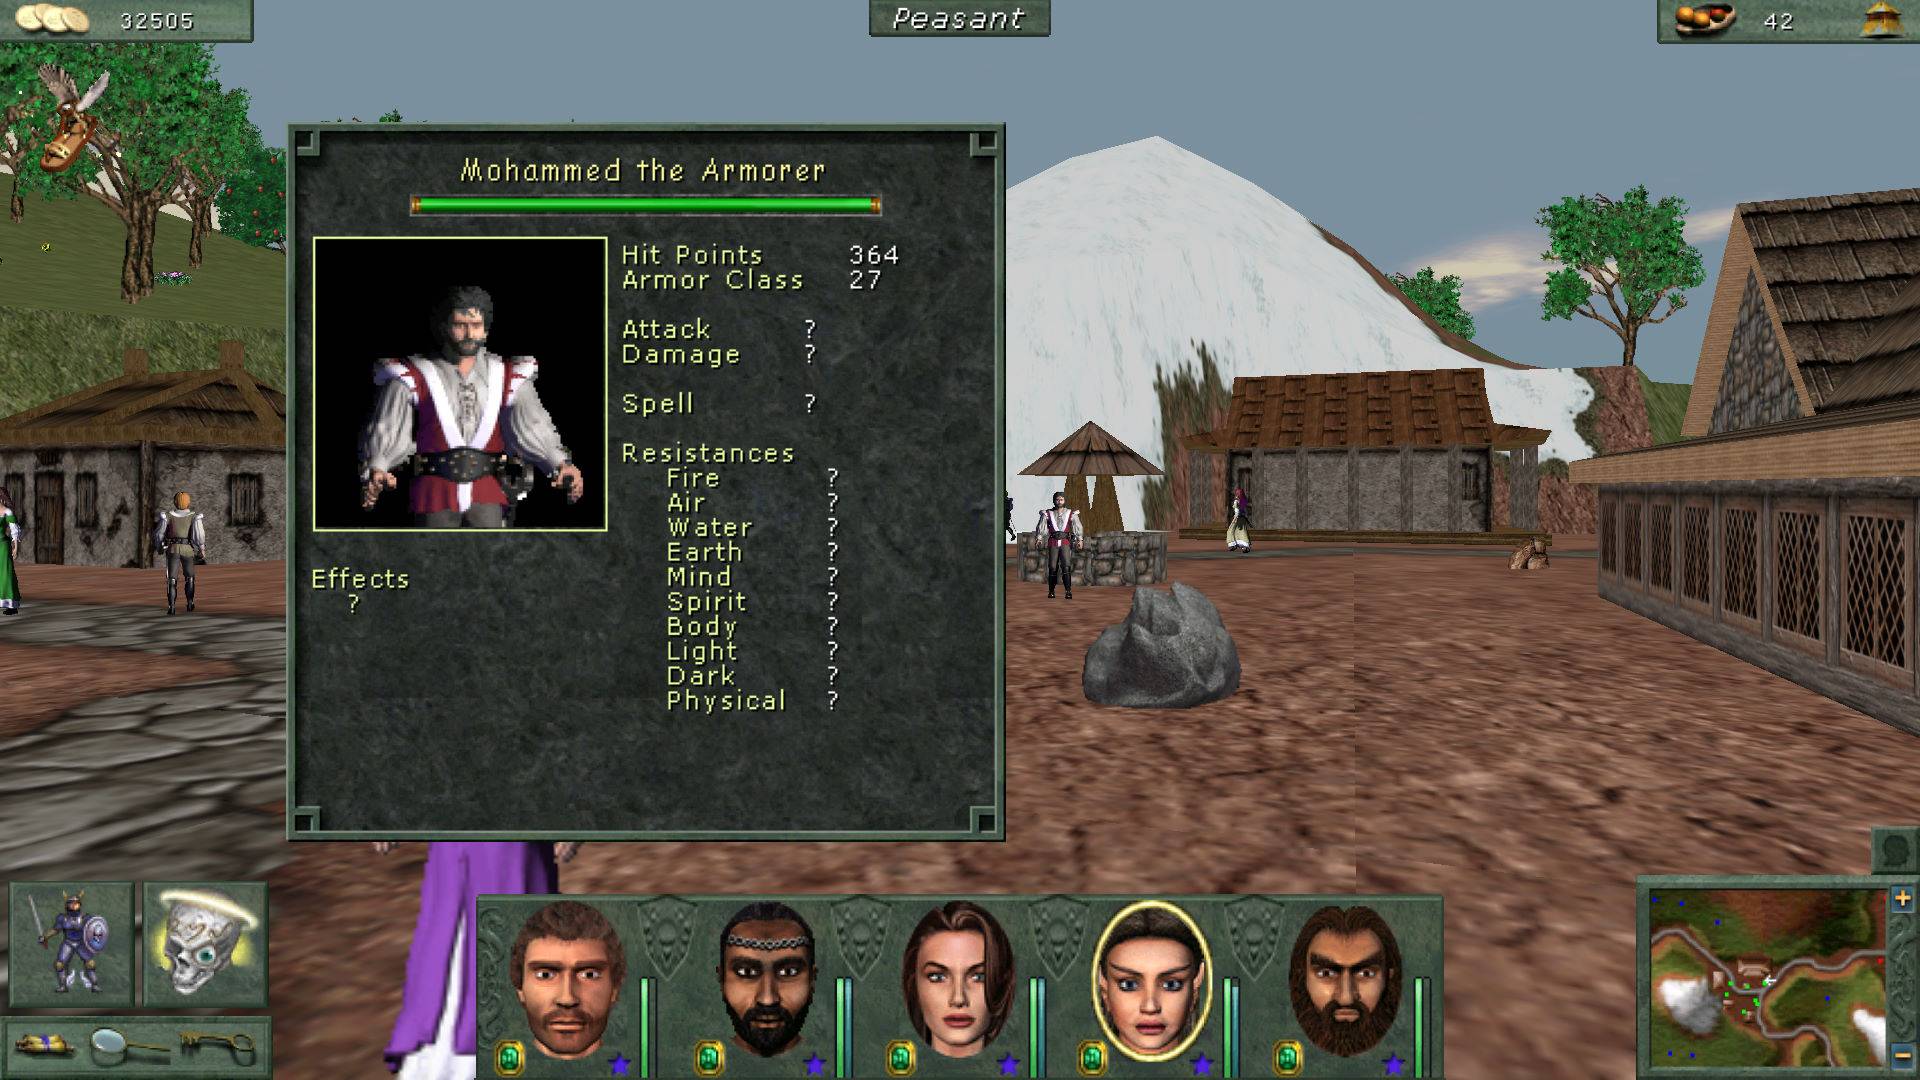 32505
Peasant
42
Mohammed the Armorer
Hit Points 364
Armor Class 27
Attack ?
Damage ?
Spell ?
Resistances
Fire ?
Air ?
Water ?
Earth ?
Mind ?
Spirit ?
Body ?
Light ?
Dark ?
Physical ?
Effects
?